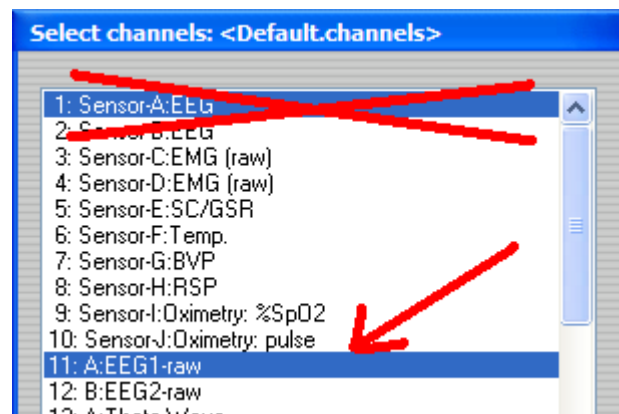 Select channels: <Default.channels>
1: Sensor-A:EEG
2: Sensor-B:EEG
3: Sensor-C:EMG (raw)
4: Sensor-D:EMG (raw)
5: Sensor-E:SC/GSR
6: Sensor-F:Temp.
7: Sensor-G:BVP
8: Sensor-H:RSP
9: Sensor-I:Oximetry: %SpO2
10: Sensor-J:Oximetry: pulse
11: A:EEG1-raw
12: B:EEG2-raw